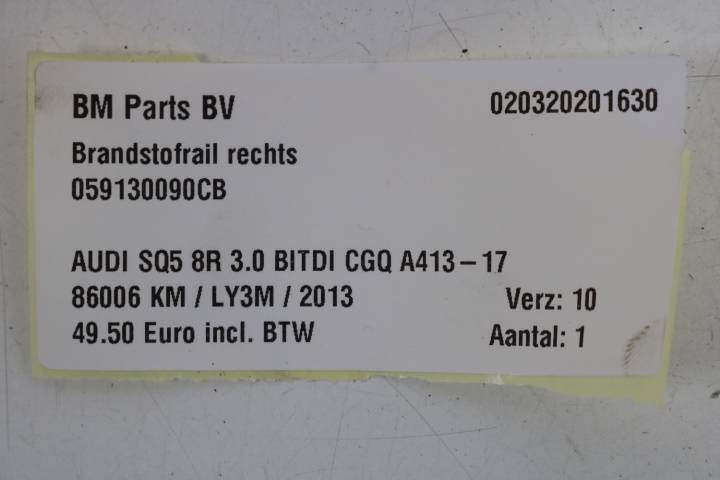 BM Parts BV 020320201630
Brandstofrail rechts
059130090CB
AUDI SQ5 8R 3.0 BITDI CGQ A413-17
86006 KM / LY3M / 2013 Verz: 10
49.50 Euro incl. BTW Aantal: 1